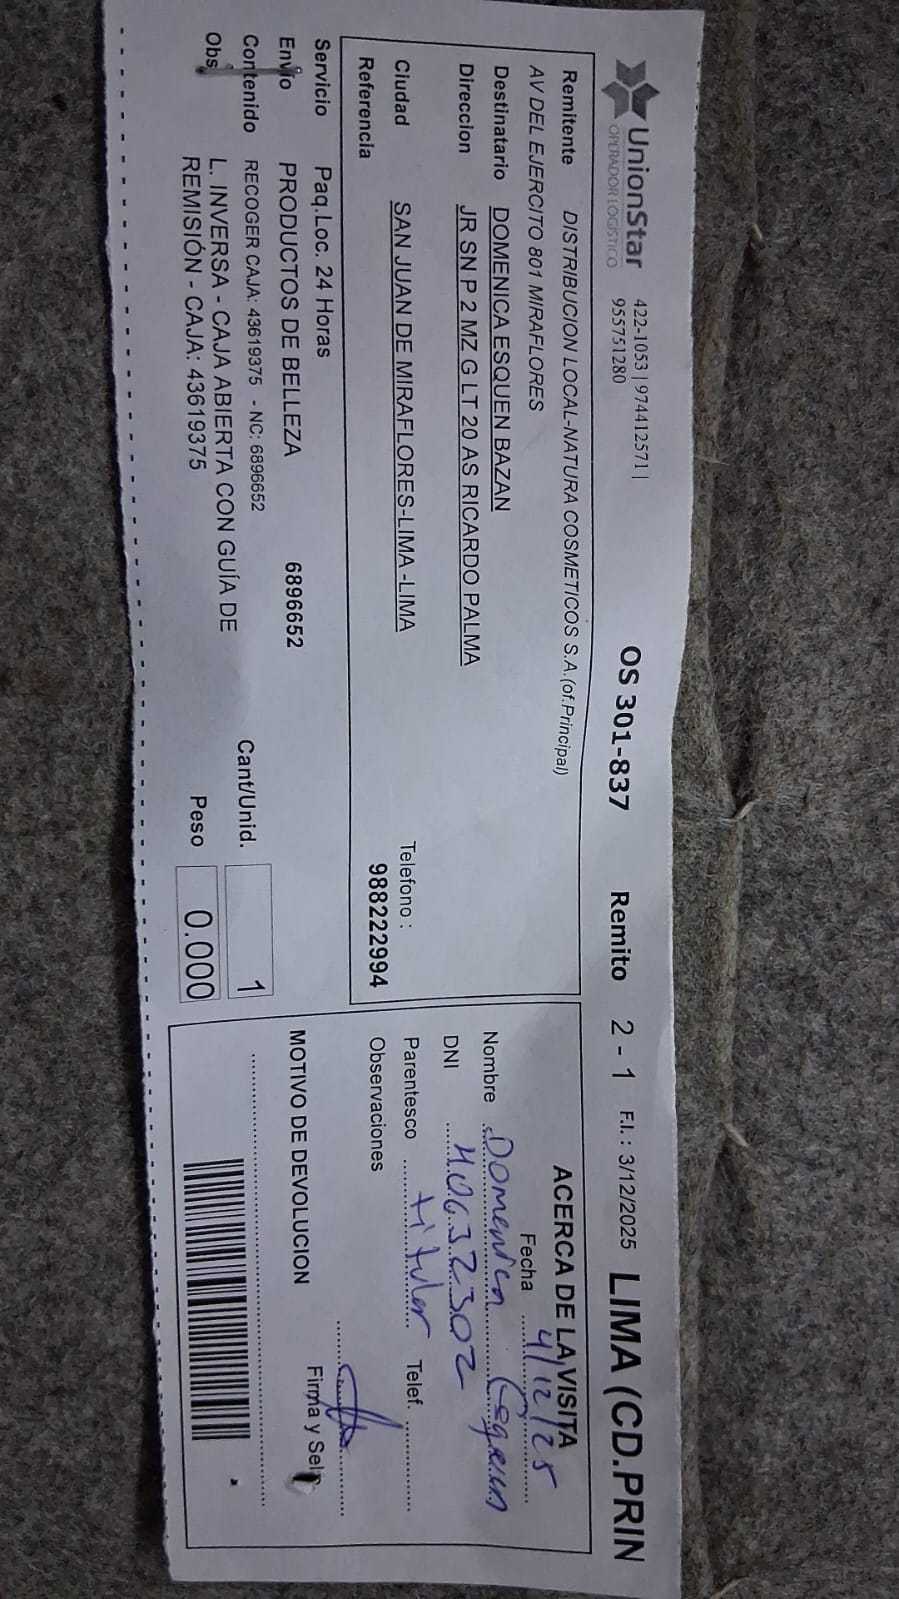 UnionStar
OPERADOR LOGISTICO
422-1053 | 974412571 |
955751280
OS 301-837 Remito 2 - 1 F.I. : 3/12/2025 LIMA (CD.PRIN
Remitente DISTRIBUCION LOCAL-NATURA COSMETICOS S.A.(of.Principal)
AV DEL EJERCITO 801 MIRAFLORES
Destinatario DOMENICA ESQUEN BAZAN
Direccion JR SN P 2 MZ G LT 20 AS RICARDO PALMA
Ciudad SAN JUAN DE MIRAFLORES-LIMA -LIMA
Telefono :
Referencia 988222994
Servicio Paq.Loc. 24 Horas
Envio PRODUCTOS DE BELLEZA 6896652
Contenido RECOGER CAJA: 43619375 - NC: 6896652
Cant/Unid. 1
Obs. L. INVERSA - CAJA ABIERTA CON GUÍA DE
REMISIÓN - CAJA: 43619375
Peso 0.000
ACERCA DE LA VISITA
Fecha 4/12/25
Nombre Domenica
DNI 40632302
Parentesco titular Telef.
Observaciones
Firma y Sell
MOTIVO DE DEVOLUCION